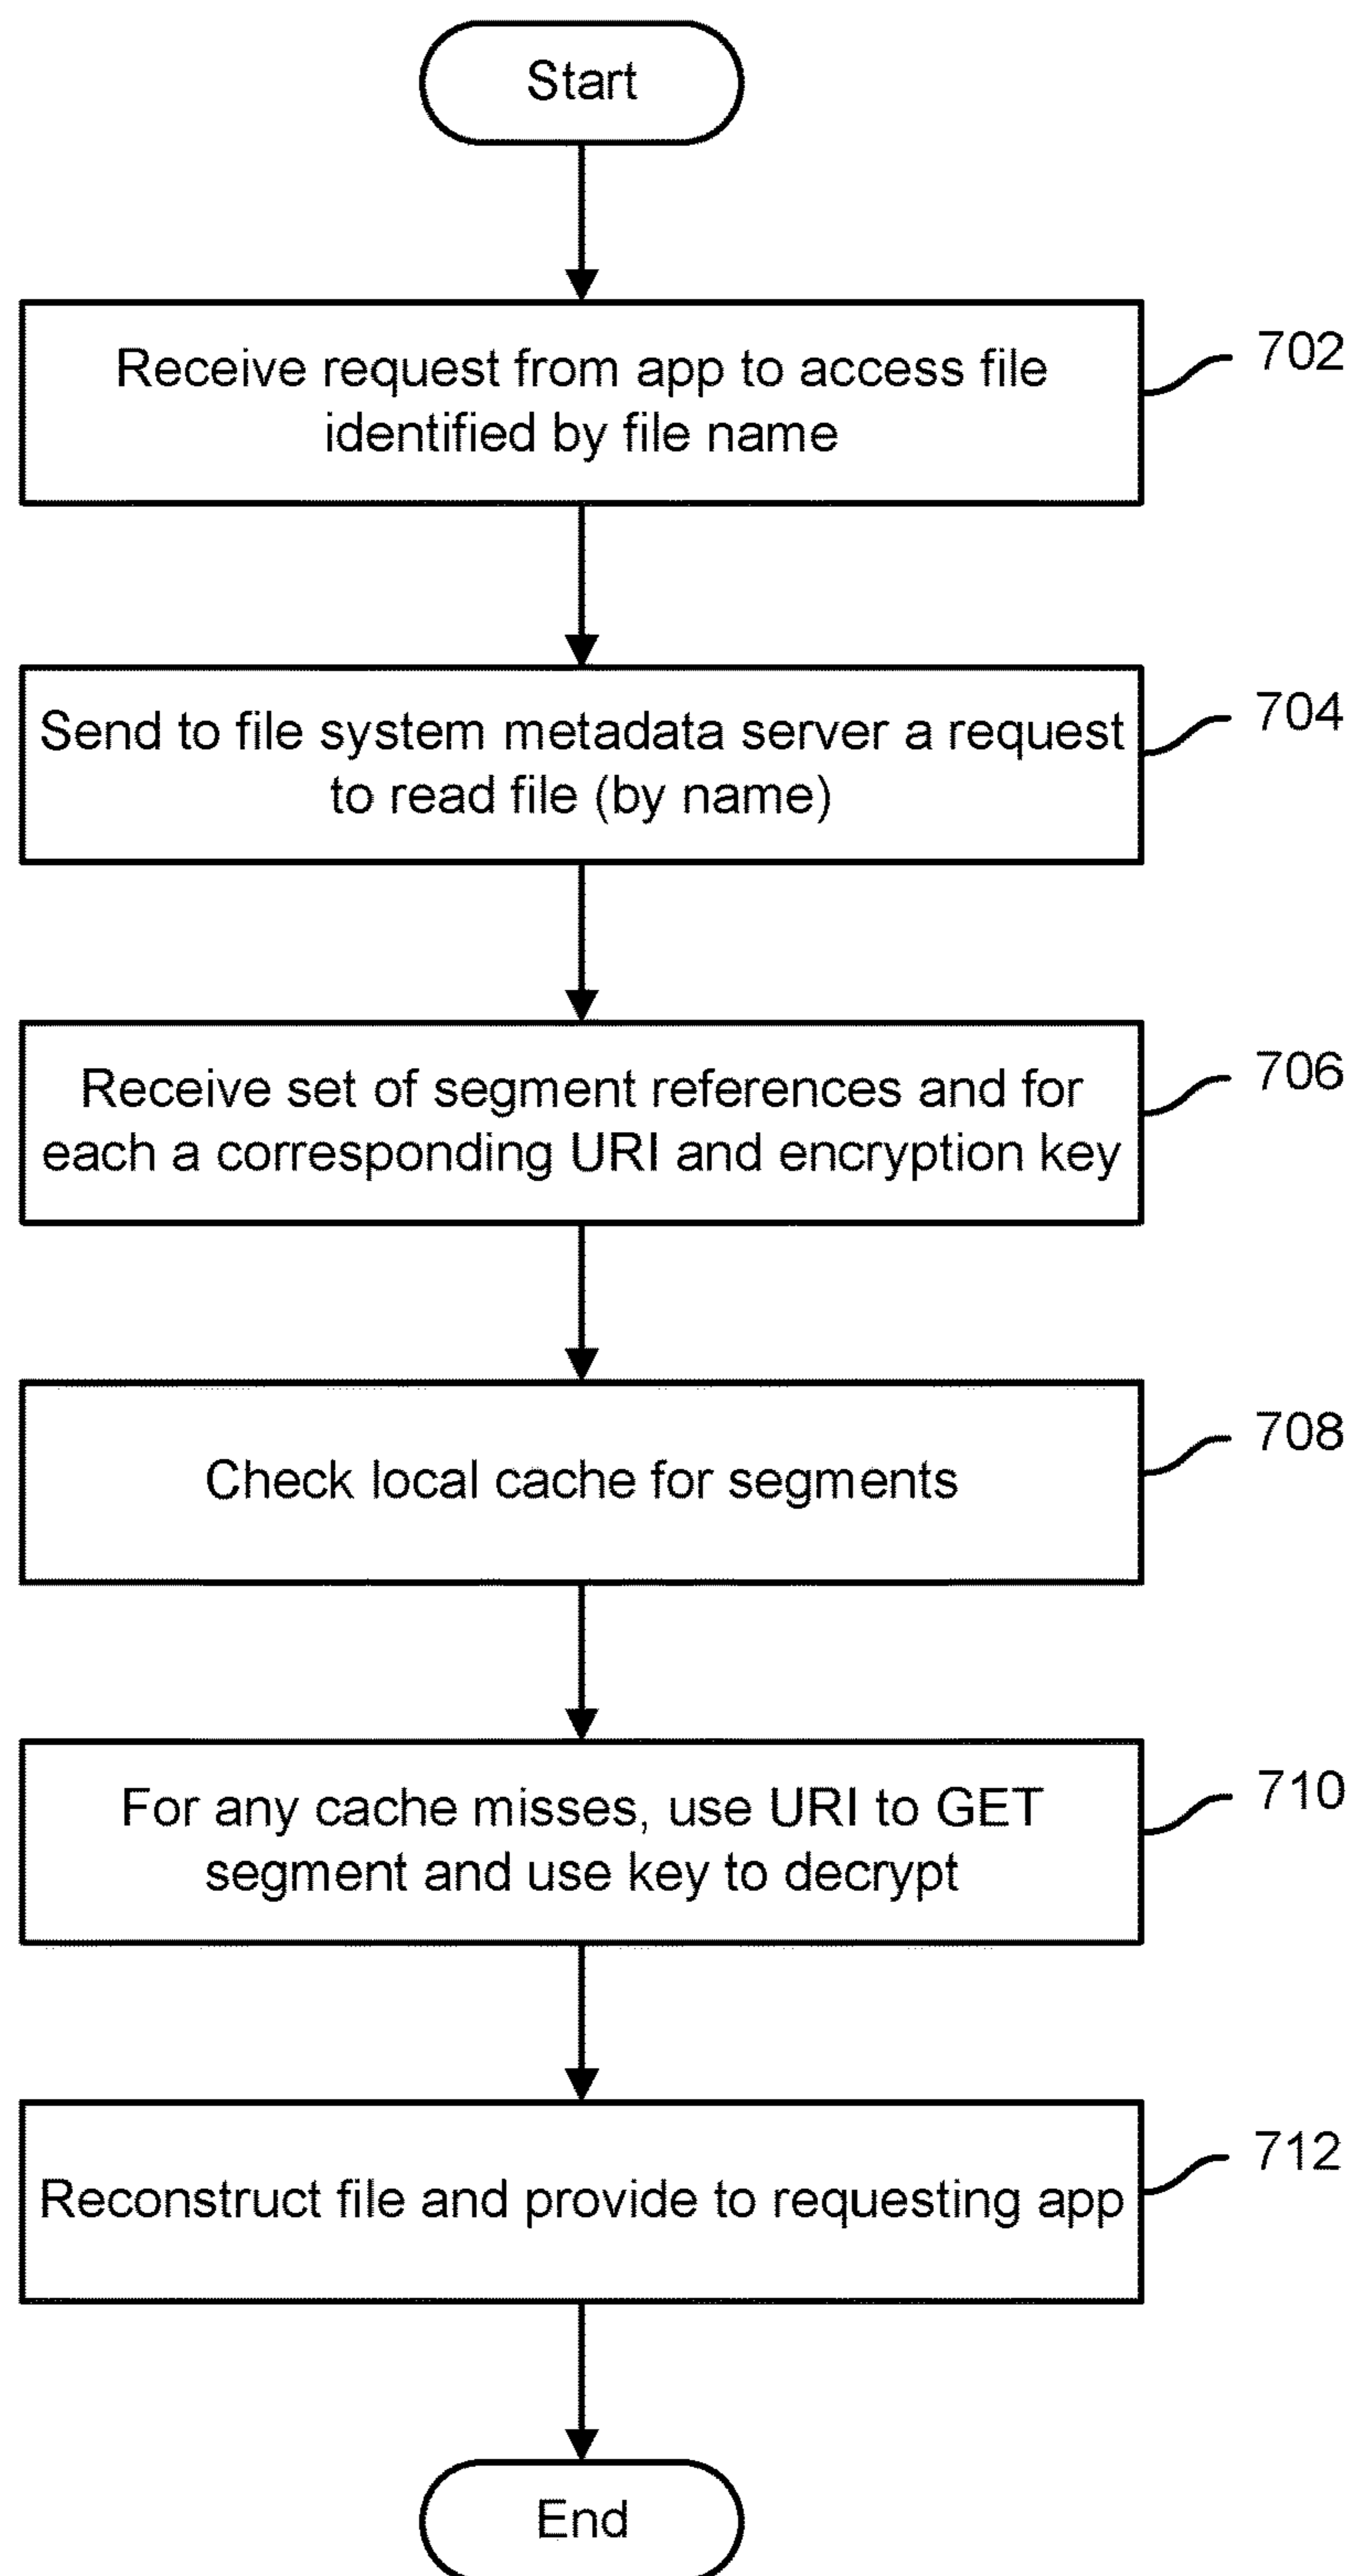 Start
Receive request from app to access file
identified by file name
702
Send to file system metadata server a request
to read file (by name)
704
Receive set of segment references and for
each a corresponding URI and encryption key
706
Check local cache for segments
708
For any cache misses, use URI to GET
segment and use key to decrypt
710
Reconstruct file and provide to requesting app
712
End